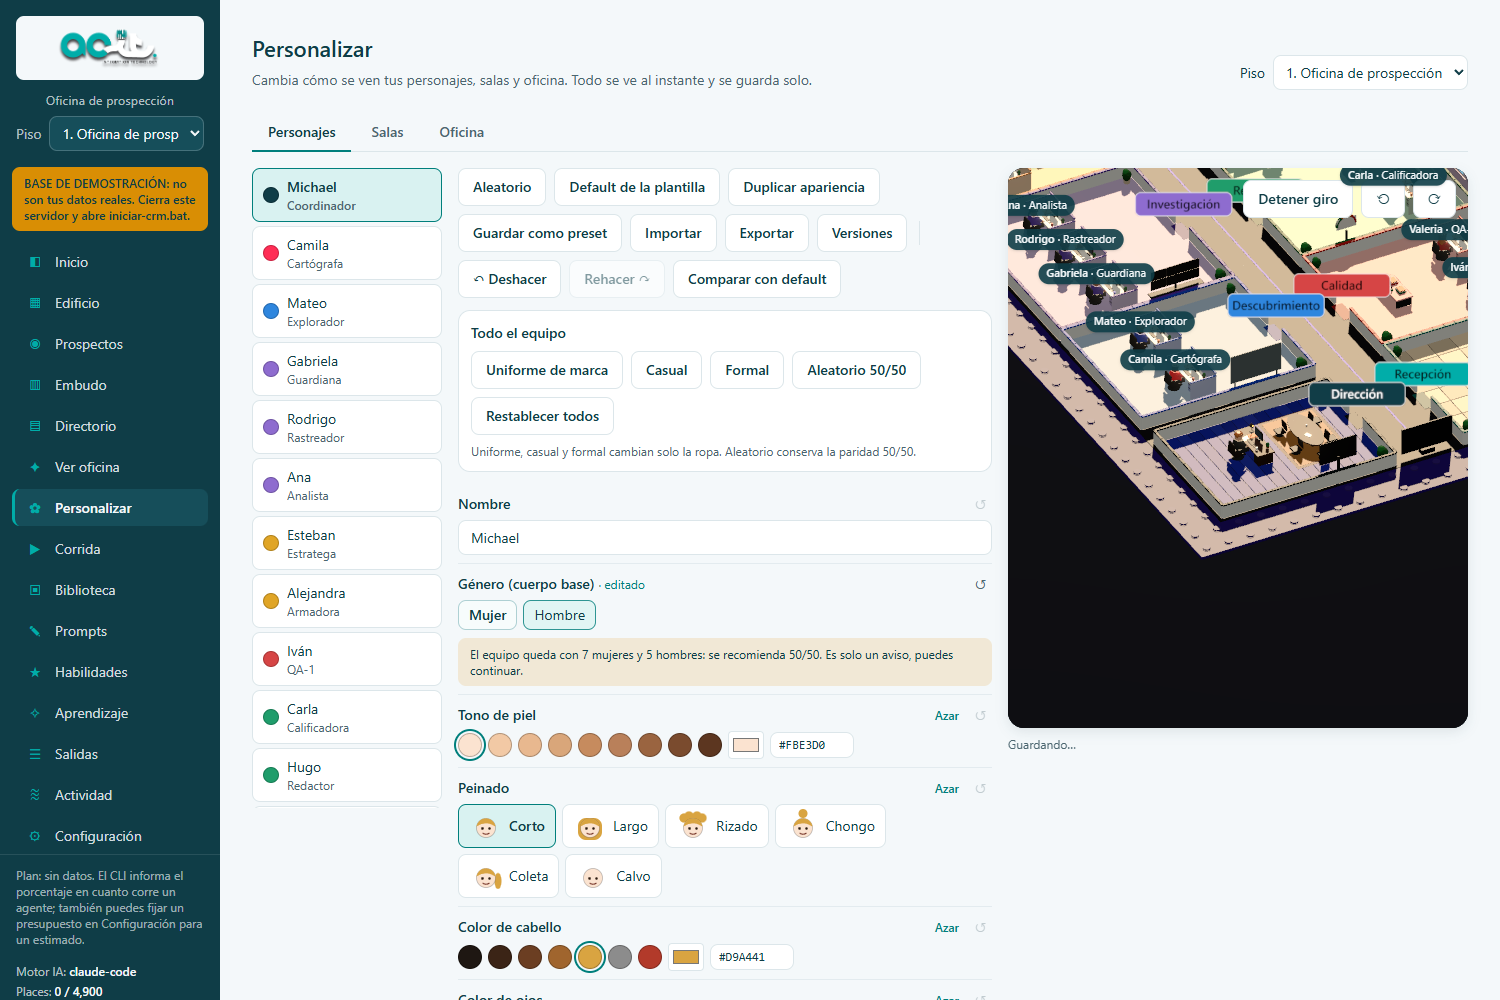 ac it
Oficina de prospección
Piso
1. Oficina de prosp
BASE DE DEMOSTRACIÓN: no
son tus datos reales. Cierra este
servidor y abre iniciar-crm.bat.
Inicio
Edificio
Prospectos
Embudo
Directorio
Ver oficina
Personalizar
Corrida
Biblioteca
Prompts
Habilidades
Aprendizaje
Salidas
Actividad
Configuración
Plan: sin datos. El CLI informa el
porcentaje en cuanto corre un
agente; también puedes fijar un
presupuesto en Configuración para
un estimado.
Motor IA: claude-code
Places: 0 / 4,900
Personalizar
Cambia cómo se ven tus personajes, salas y oficina. Todo se ve al instante y se guarda solo.
Piso
1. Oficina de prospección
Personajes
Salas
Oficina
Michael
Coordinador
Camila
Cartógrafa
Mateo
Explorador
Gabriela
Guardiana
Rodrigo
Rastreador
Ana
Analista
Esteban
Estratega
Alejandra
Armadora
Iván
QA-1
Carla
Calificadora
Hugo
Redactor
Aleatorio
Default de la plantilla
Duplicar apariencia
Guardar como preset
Importar
Exportar
Versiones
↶ Deshacer
Rehacer ↷
Comparar con default
Todo el equipo
Uniforme de marca
Casual
Formal
Aleatorio 50/50
Restablecer todos
Uniforme, casual y formal cambian solo la ropa. Aleatorio conserva la paridad 50/50.
Nombre
Michael
Género (cuerpo base) · editado
Mujer
Hombre
El equipo queda con 7 mujeres y 5 hombres: se recomienda 50/50. Es solo un aviso, puedes
continuar.
Tono de piel
Azar
#FBE3D0
Peinado
Azar
Corto
Largo
Rizado
Chongo
Coleta
Calvo
Color de cabello
Azar
#D9A441
Color de ojos
Azar
Carla · Calificadora
Detener giro
na · Analista
Investigación
Rodrigo · Rastreador
Valeria · QA-
Gabriela · Guardiana
Iván
Calidad
Descubrimiento
Mateo · Explorador
Camila · Cartógrafa
Recepción
Dirección
Guardando...